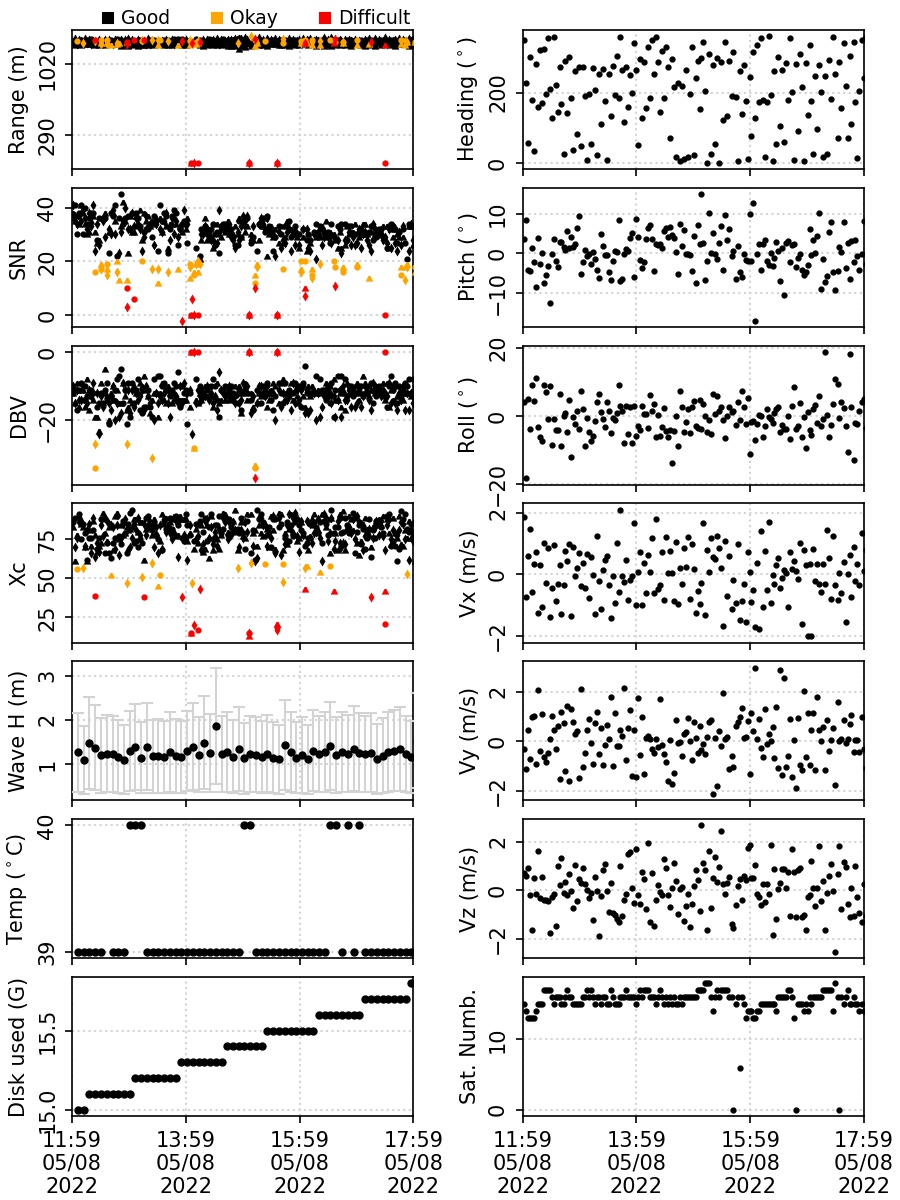 Good Okay Difficult
Range (m)
1020
290
Heading (°)
200
0
SNR
40
20
0
Pitch (°)
10
0
−10
DBV
0
−20
Roll (°)
20
0
−20
Xc
75
50
25
Vx (m/s)
2
0
−2
Wave H (m)
3
2
1
Vy (m/s)
2
0
−2
Temp (°C)
40
39
Vz (m/s)
2
0
−2
Disk used (G)
15.5
15.0
Sat. Numb.
10
0
11:59 13:59 15:59 17:59 11:59 13:59 15:59 17:59
05/08 05/08 05/08 05/08 05/08 05/08 05/08 05/08
2022 2022 2022 2022 2022 2022 2022 2022